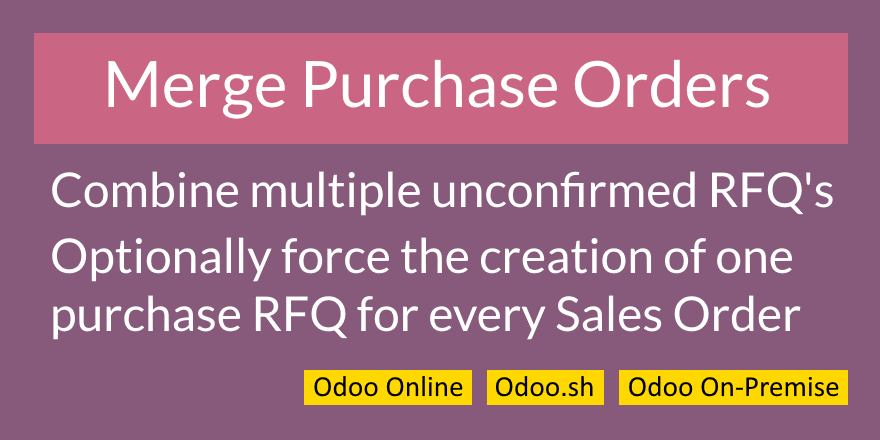 Merge Purchase Orders
Combine multiple unconfirmed RFQ's
Optionally force the creation of one
purchase RFQ for every Sales Order
Odoo Online Odoo.sh Odoo On-Premise